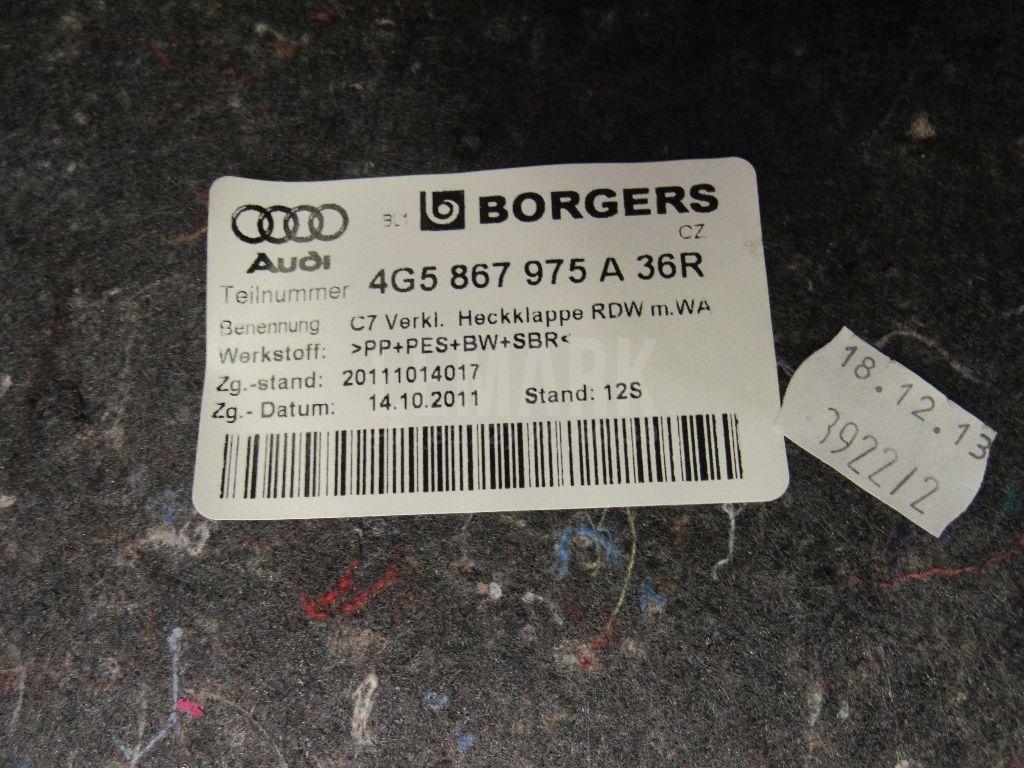 BL1 BORGERS
CZ
Audi
Teilnummer 4G5 867 975 A 36R
Benennung C7 Verkl. Heckklappe RDW m.WA
Werkstoff: >PP+PES+BW+SBR<
Zg.-stand: 20111014017
Zg.- Datum: 14.10.2011 Stand: 12S
MARK
18.12.13
392212